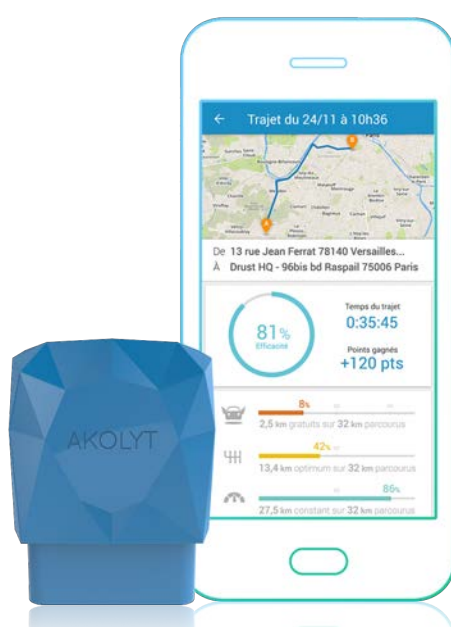 Trajet du 24/11 à 10h36
Paris
De 13 rue Jean Ferrat 78140 Versailles...
À Drust HQ - 96bis bd Raspail 75006 Paris
81%
Efficacité
Temps du trajet
0:35:45
Points gagnés
+120 pts
8%
2,5 km gratuits sur 32 km parcourus
42%
13,4 km optimum sur 32 km parcourus
86%
27,5 km constant sur 32 km parcourus
AKOLYT